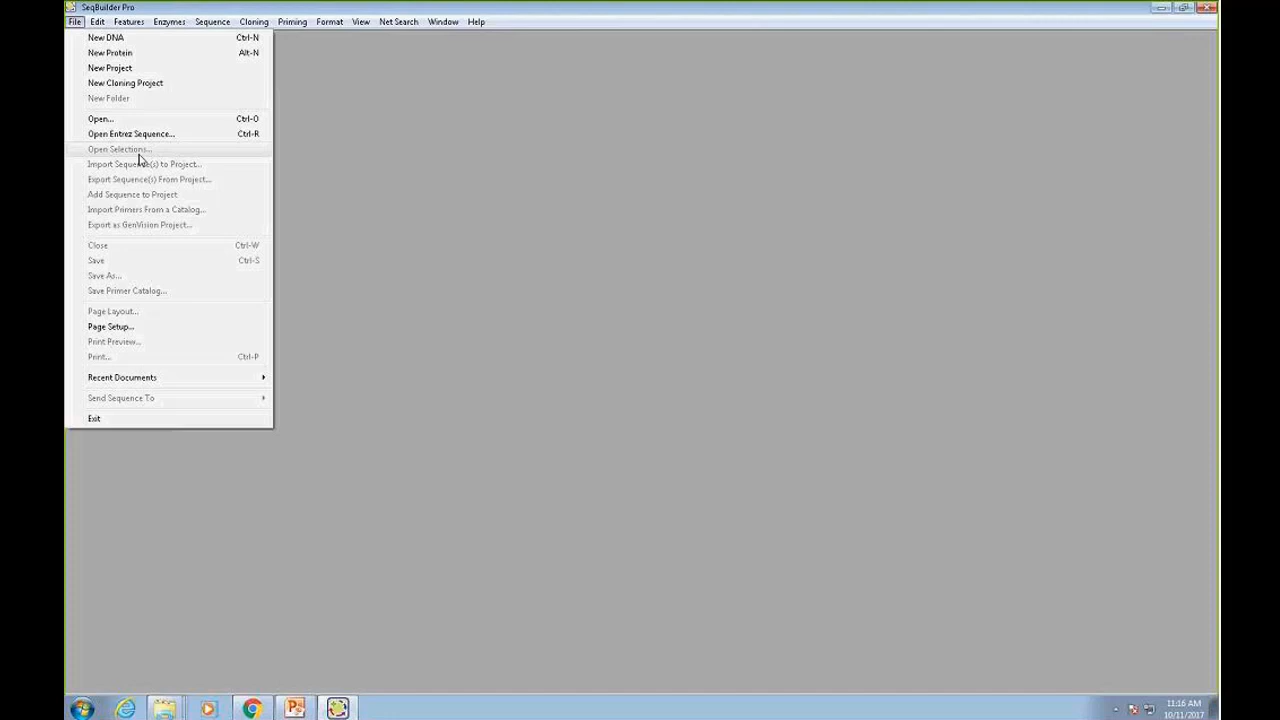 SeqBuilder Pro
File Edit Features Enzymes Sequence Cloning Priming Format View Net Search Window Help
New DNA Ctrl-N
New Protein Alt-N
New Project
New Cloning Project
New Folder
Open... Ctrl-O
Open Entrez Sequence... Ctrl-R
Open Selections...
Import Sequence(s) to Project...
Export Sequence(s) From Project...
Add Sequence to Project
Import Primers From a Catalog...
Export as GenVision Project...
Close Ctrl-W
Save Ctrl-S
Save As...
Save Primer Catalog...
Page Layout...
Page Setup...
Print Preview...
Print... Ctrl-P
Recent Documents
Send Sequence To
Exit
11:16 AM
10/11/2017